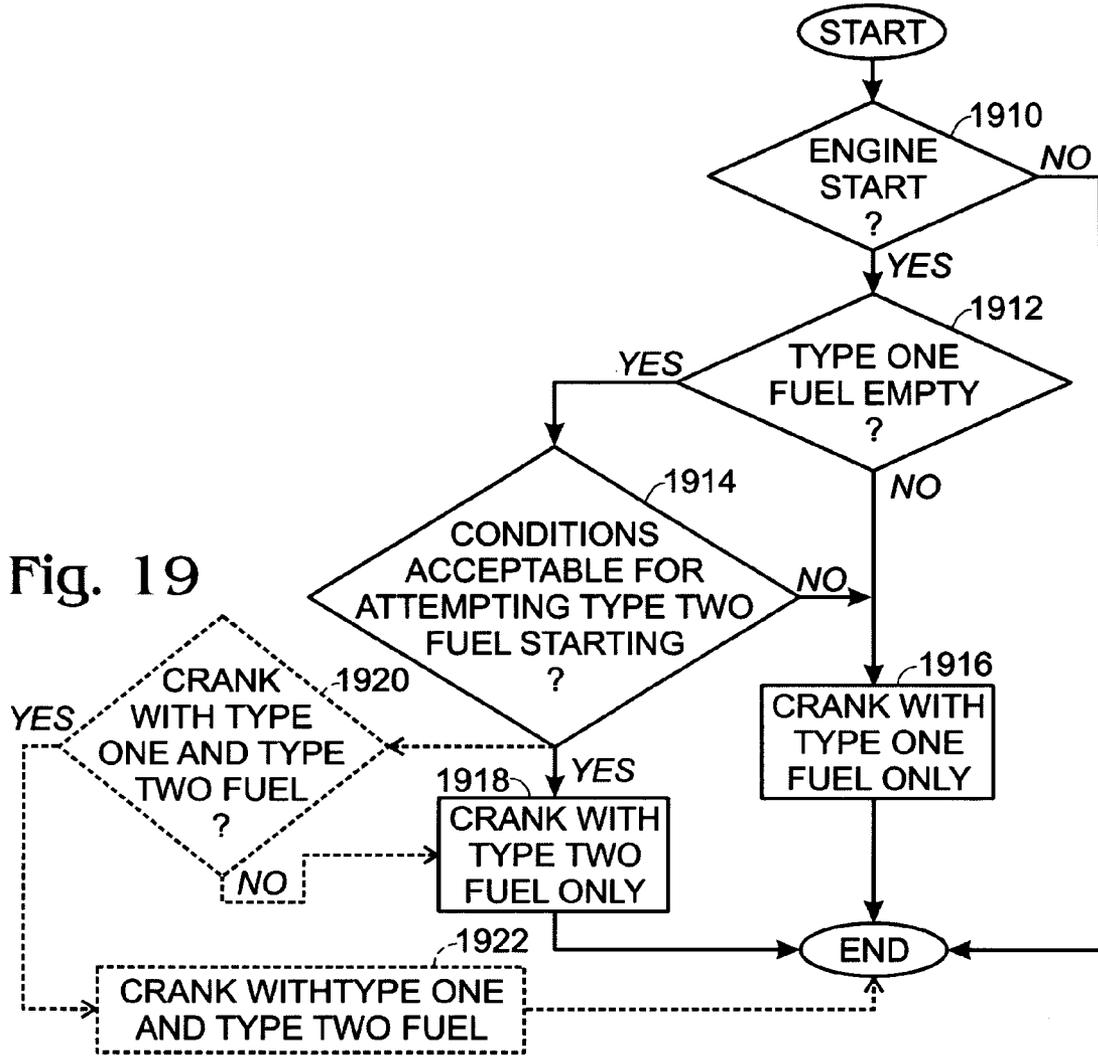 START
1910
ENGINE
START
?
NO
YES
1912
TYPE ONE
FUEL EMPTY
?
YES
NO
1914
CONDITIONS
ACCEPTABLE FOR
ATTEMPTING TYPE TWO
FUEL STARTING
?
NO
Fig. 19
1920
CRANK
WITH TYPE
ONE AND TYPE
TWO FUEL
?
YES
NO
YES
1918
CRANK WITH
TYPE TWO
FUEL ONLY
1916
CRANK WITH
TYPE ONE
FUEL ONLY
1922
CRANK WITHTYPE ONE
AND TYPE TWO FUEL
END